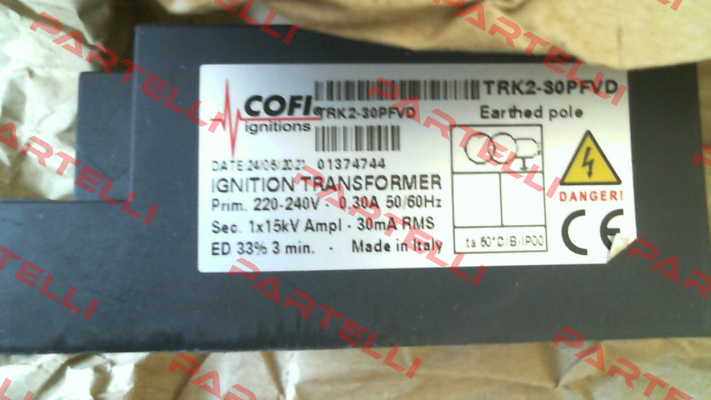 COFI
ignitions
TRK2-30PFVD
TRK2-30PFVD
Earthed pole
DATE:24/06/2021 01374744
IGNITION TRANSFORMER
Prim. 220-240V - 0,30A 50/60Hz
Sec. 1x15kV Ampl - 30mA RMS
ED 33% 3 min. - Made in Italy
ta 60°C/B-IP00
DANGER!
CE
PARTELLI
PARTELLI
PARTELLI
PARTELLI
PARTELLI
PARTELLI
PARTELLI